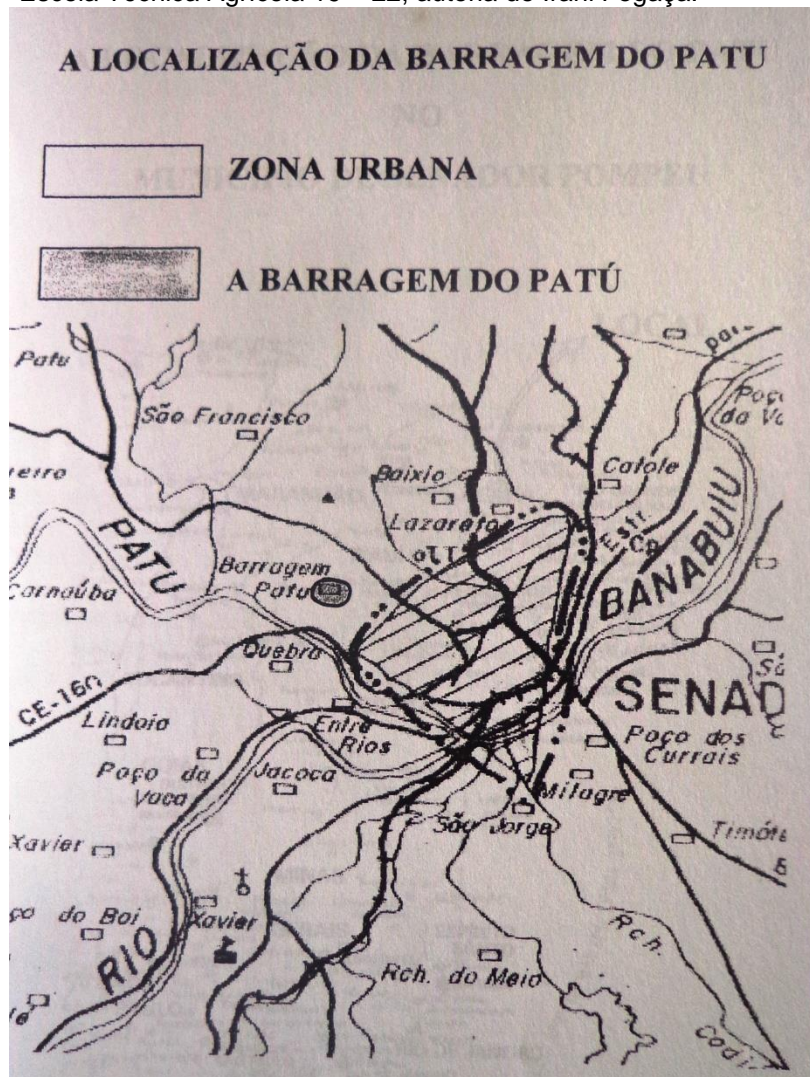 A LOCALIZAÇÃO DA BARRAGEM DO PATU
ZONA URBANA
A BARRAGEM DO PATÚ
Patu
São Francisco
Baixio
Catole
Lazareto
Estr.
PATU
Barragem
Patu
BANABUIU
Carnaúba
Quebra
CE-160
SENAD
Lindoia
Entre
Rios
Poço dos
Currais
Poço da
Vaca
Jacoca
Milagre
São Jorge
Xavier
do Boi
Xavier
RIO
Rch. do Meio
Rch.